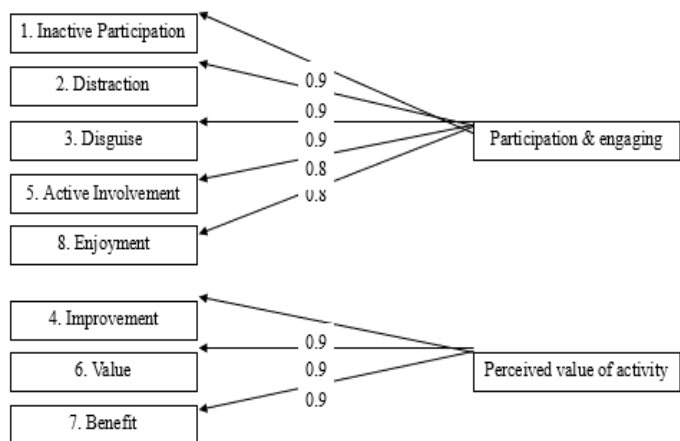 1. Inactive Participation
0.9
2. Distraction
0.9
3. Disguise
0.9
Participation & engaging
0.8
5. Active Involvement
0.8
8. Enjoyment
4. Improvement
0.9
6. Value
0.9
Perceived value of activity
0.9
7. Benefit